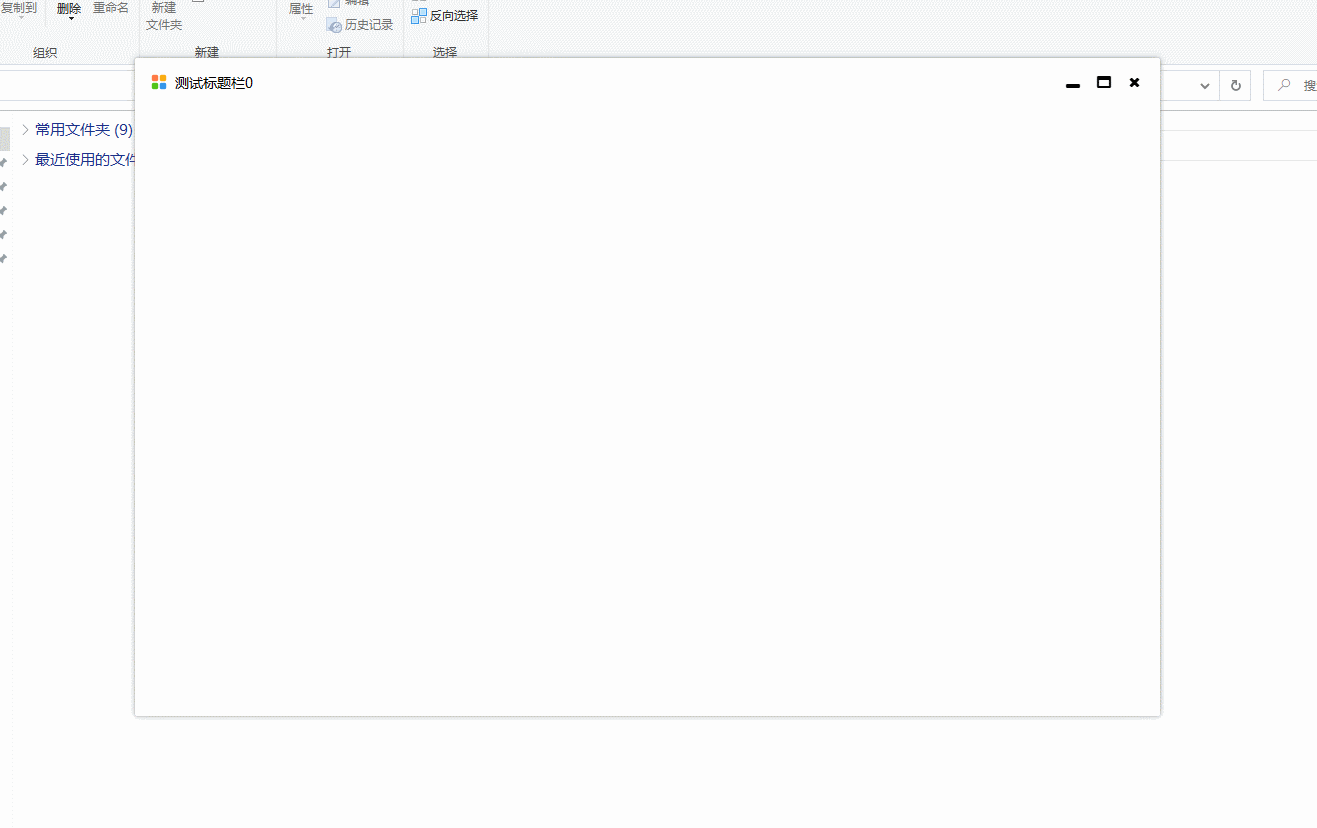 复制到 删除 重命名 新建 属性 编辑
文件夹 历史记录 反向选择
组织 新建 打开 选择
测试标题栏0
搜
常用文件夹 (9)
最近使用的文件